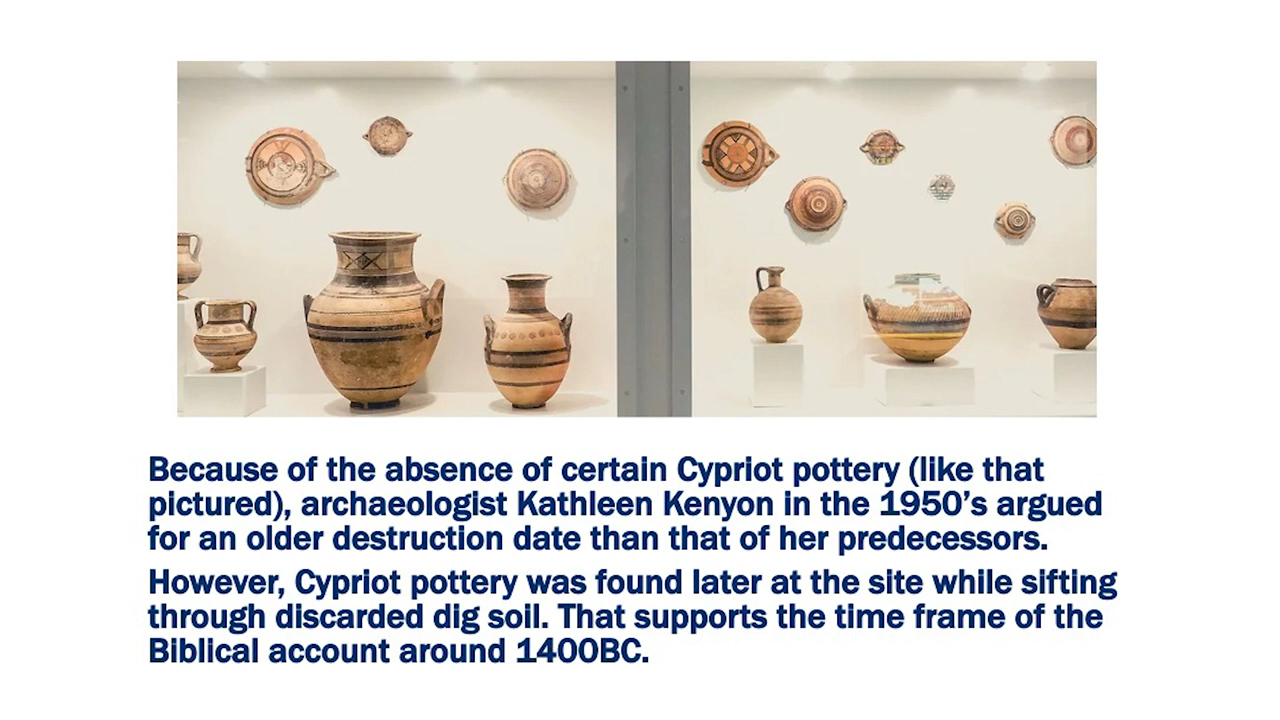 Because of the absence of certain Cypriot pottery (like that
pictured), archaeologist Kathleen Kenyon in the 1950’s argued
for an older destruction date than that of her predecessors.
However, Cypriot pottery was found later at the site while sifting
through discarded dig soil. That supports the time frame of the
Biblical account around 1400BC.